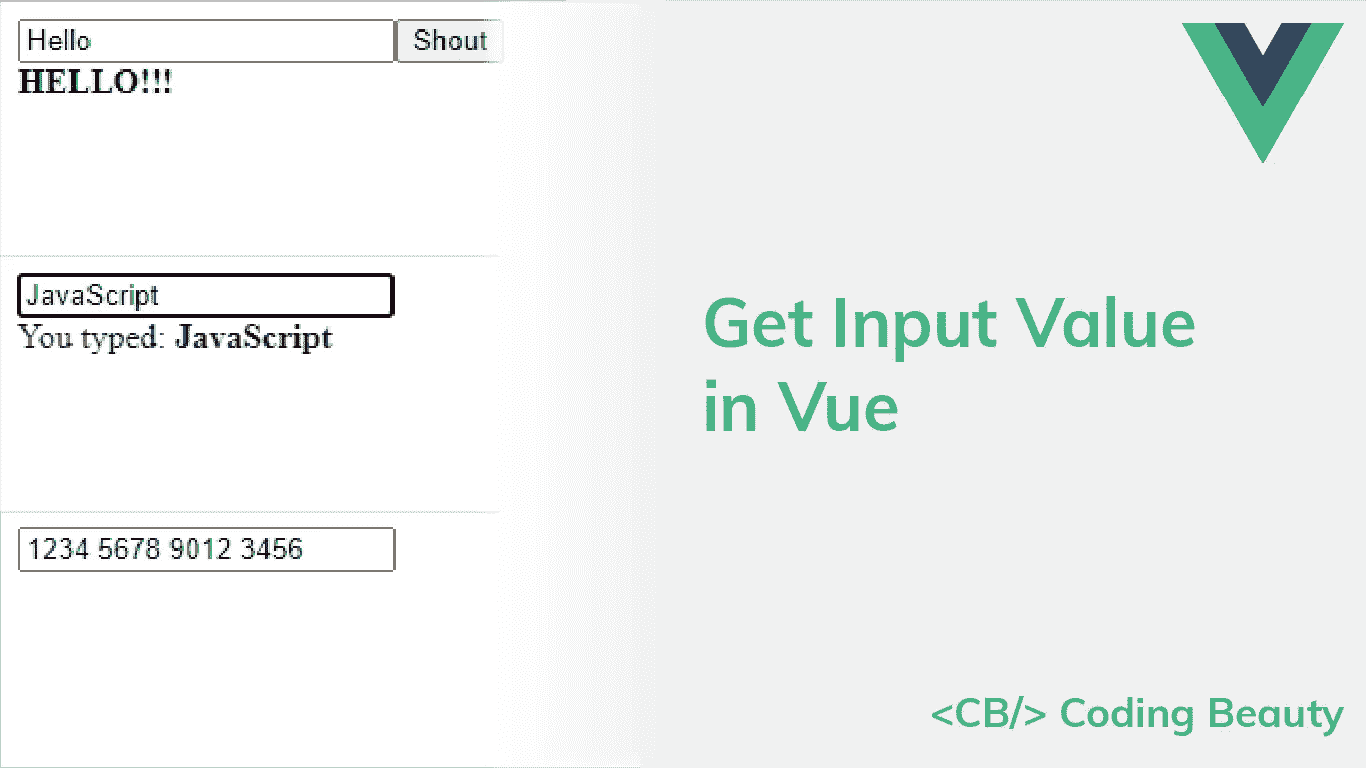 Hello Shout
HELLO!!!
JavaScript
You typed: JavaScript
1234 5678 9012 3456
Get Input Value
in Vue
<CB/> Coding Beauty